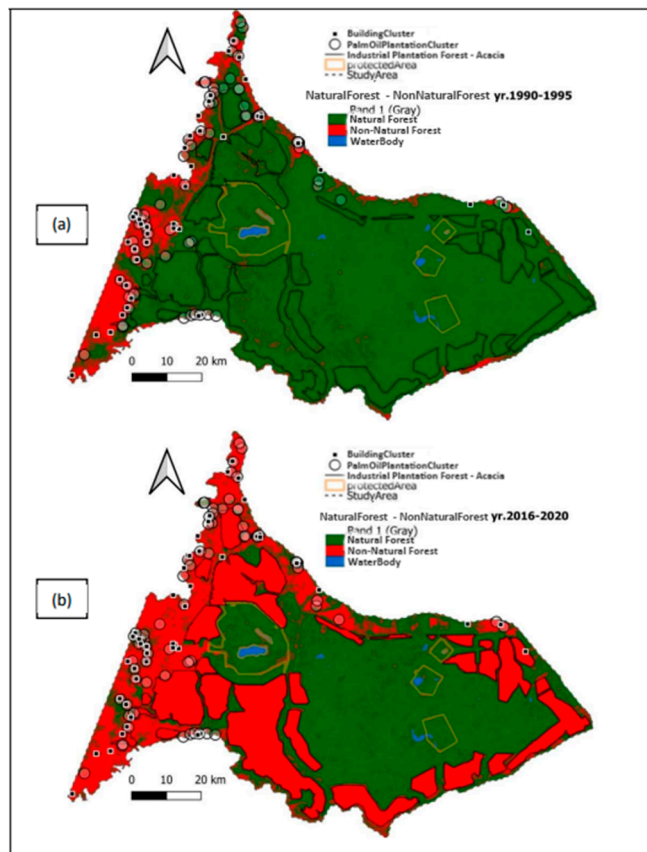 BuildingCluster
PalmOilPlantationCluster
Industrial Plantation Forest - Acacia
protectedArea
StudyArea
NaturalForest - NonNaturalForest yr.1990-1995
Band 1 (Gray)
Natural Forest
Non-Natural Forest
WaterBody
(a)
0 10 20 km
BuildingCluster
PalmOilPlantationCluster
Industrial Plantation Forest - Acacia
protectedArea
StudyArea
NaturalForest - NonNaturalForest yr.2016-2020
Band 1 (Gray)
Natural Forest
Non-Natural Forest
WaterBody
(b)
0 10 20 km